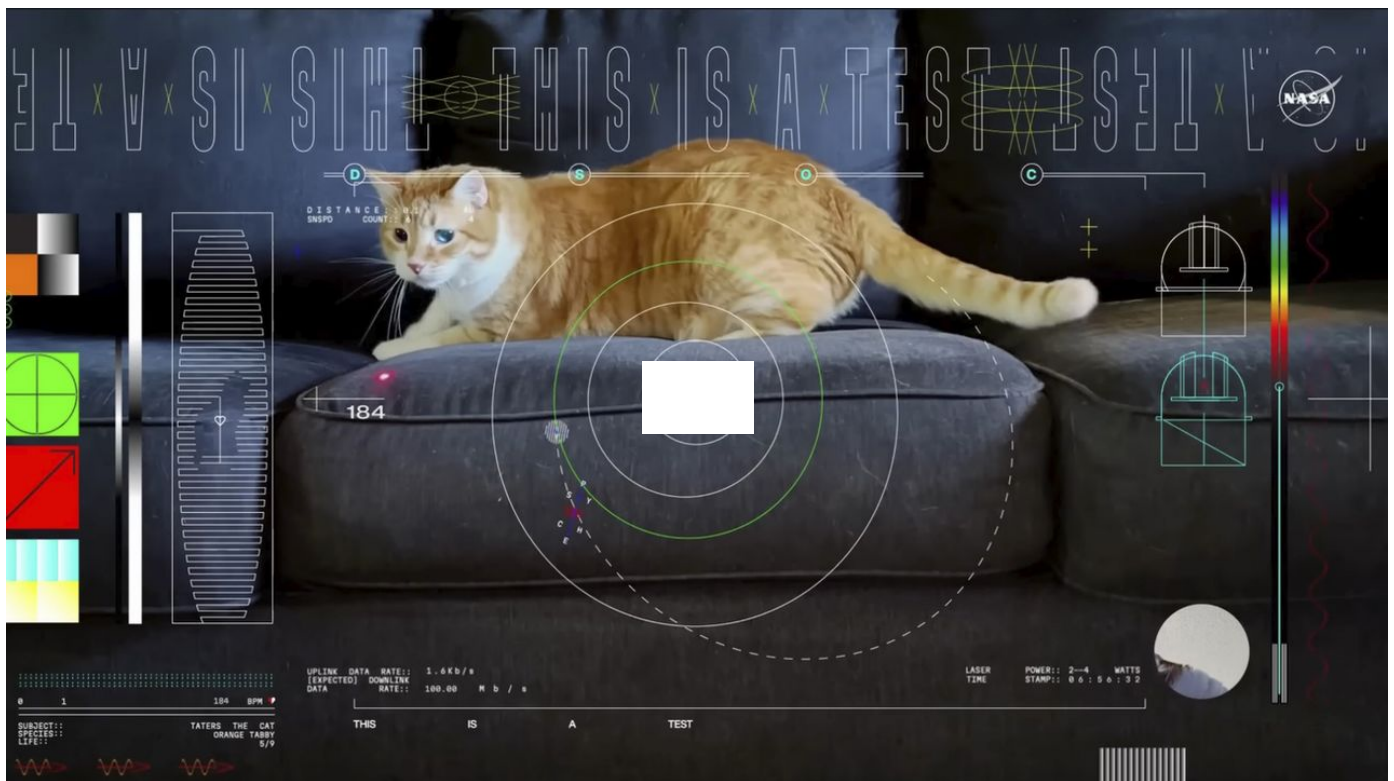 THIS IS A TEST
NASA
D S O C
DISTANCE::
SNSPD COUNT::
184
PSYCHE
UPLINK DATA RATE:: 1.6Kb/s
[EXPECTED] DOWNLINK
DATA RATE:: 100.00 Mb/s
LASER POWER:: 2—4 WATTS
TIME STAMP:: 06:56:32
0 1 184 BPM
THIS IS A TEST
SUBJECT:: TATERS THE CAT
SPECIES:: ORANGE TABBY
LIFE:: 5/9